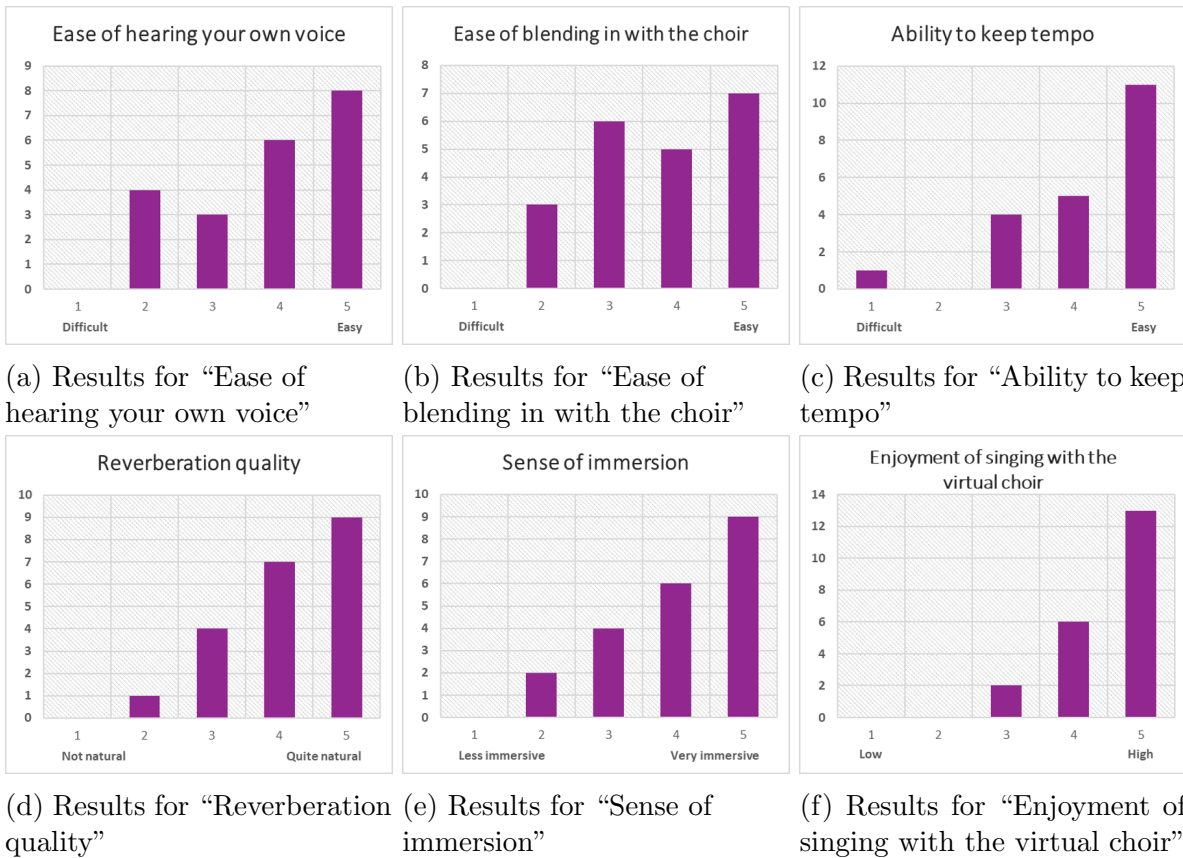 Ease of hearing your own voice
9
8
7
6
5
4
3
2
1
0
1 2 3 4 5
Difficult Easy
(a) Results for “Ease of
hearing your own voice”
Ease of blending in with the choir
8
7
6
5
4
3
2
1
0
1 2 3 4 5
Difficult Easy
(b) Results for “Ease of
blending in with the choir”
Ability to keep tempo
12
10
8
6
4
2
0
1 2 3 4 5
Difficult Easy
(c) Results for “Ability to keep
tempo”
Reverberation quality
10
9
8
7
6
5
4
3
2
1
0
1 2 3 4 5
Not natural Quite natural
(d) Results for “Reverberation
quality”
Sense of immersion
10
9
8
7
6
5
4
3
2
1
0
1 2 3 4 5
Less immersive Very immersive
(e) Results for “Sense of
immersion”
Enjoyment of singing with the
virtual choir
14
12
10
8
6
4
2
0
1 2 3 4 5
Low High
(f) Results for “Enjoyment of
singing with the virtual choir”